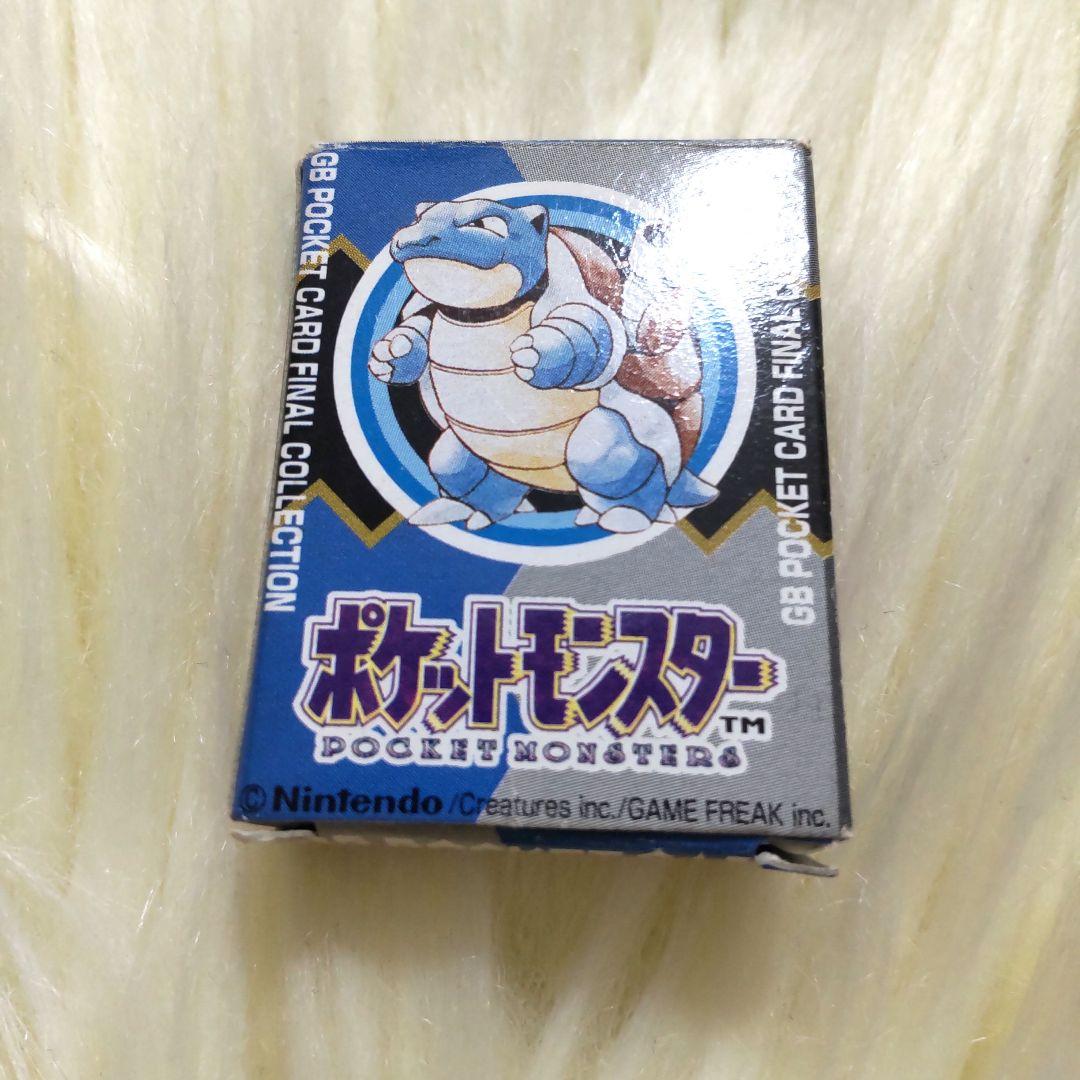 GB POCKET CARD FINAL COLLECTION
GB POCKET CARD FINAL
ポケットモンスター TM
POCKET MONSTERS
© Nintendo /Creatures inc./GAME FREAK inc.